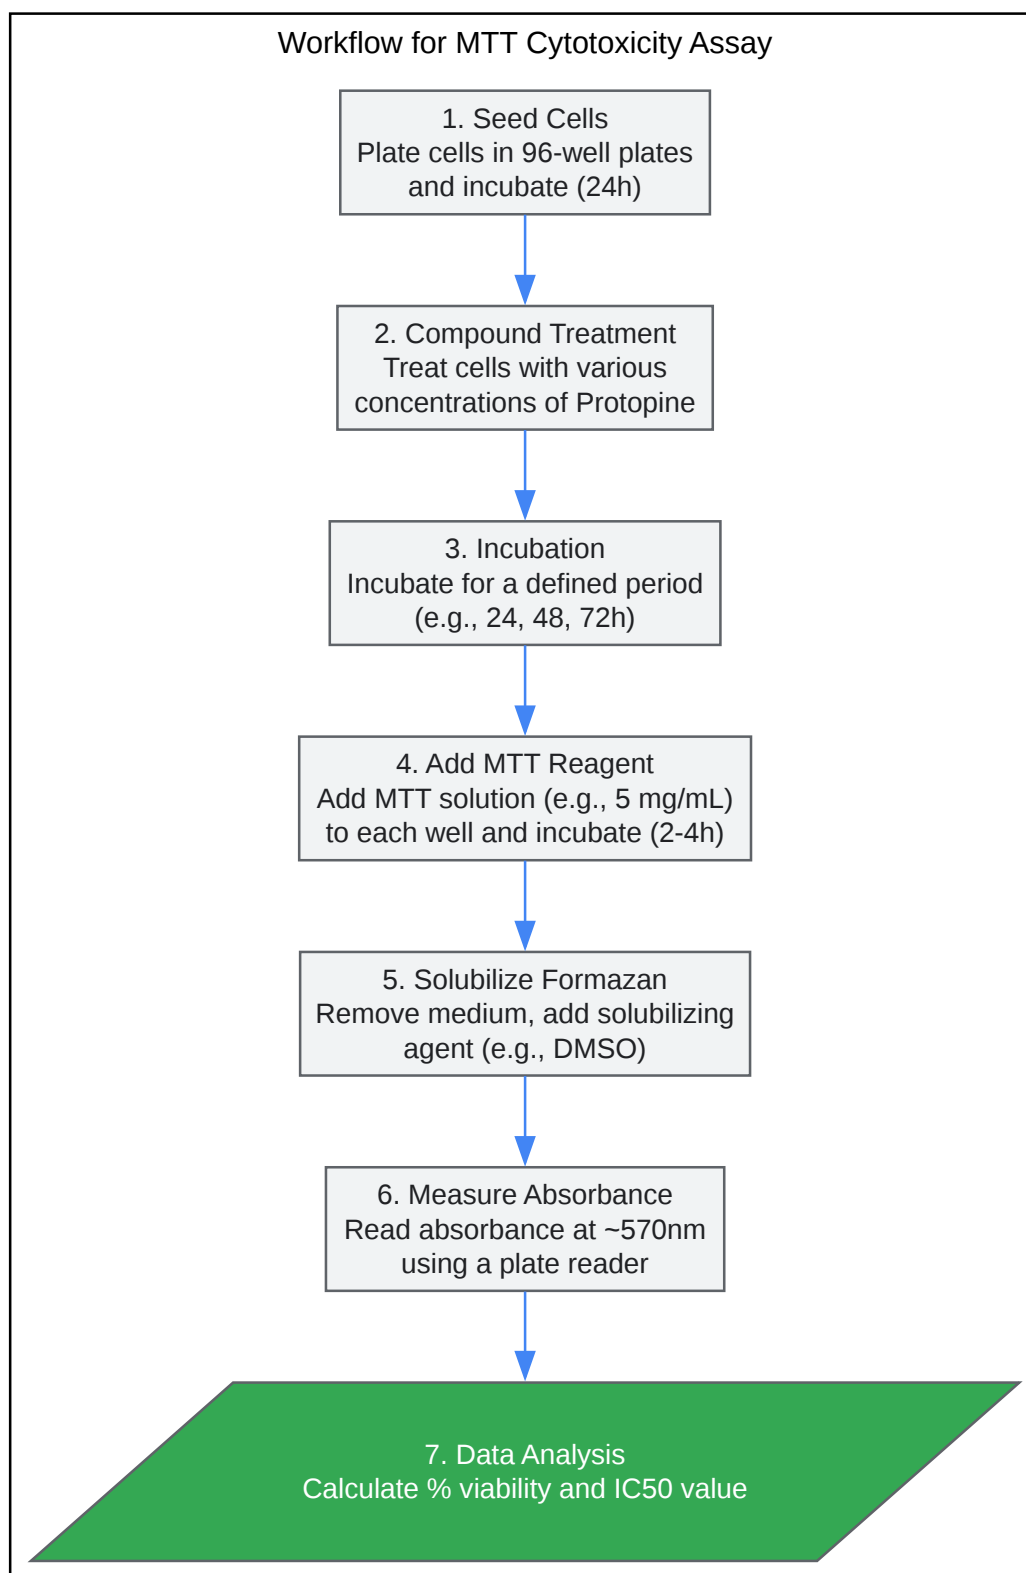 Workflow for MTT Cytotoxicity Assay
1. Seed Cells
Plate cells in 96-well plates
and incubate (24h)
2. Compound Treatment
Treat cells with various
concentrations of Protopine
3. Incubation
Incubate for a defined period
(e.g., 24, 48, 72h)
4. Add MTT Reagent
Add MTT solution (e.g., 5 mg/mL)
to each well and incubate (2-4h)
5. Solubilize Formazan
Remove medium, add solubilizing
agent (e.g., DMSO)
6. Measure Absorbance
Read absorbance at ~570nm
using a plate reader
7. Data Analysis
Calculate % viability and IC50 value